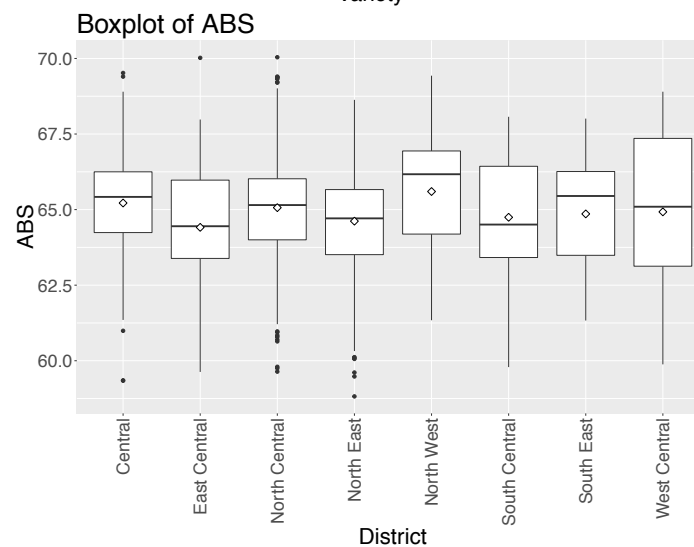 Variety
Boxplot of ABS
70.0
67.5
65.0
62.5
60.0
ABS
Central
East Central
North Central
North East
North West
South Central
South East
West Central
District